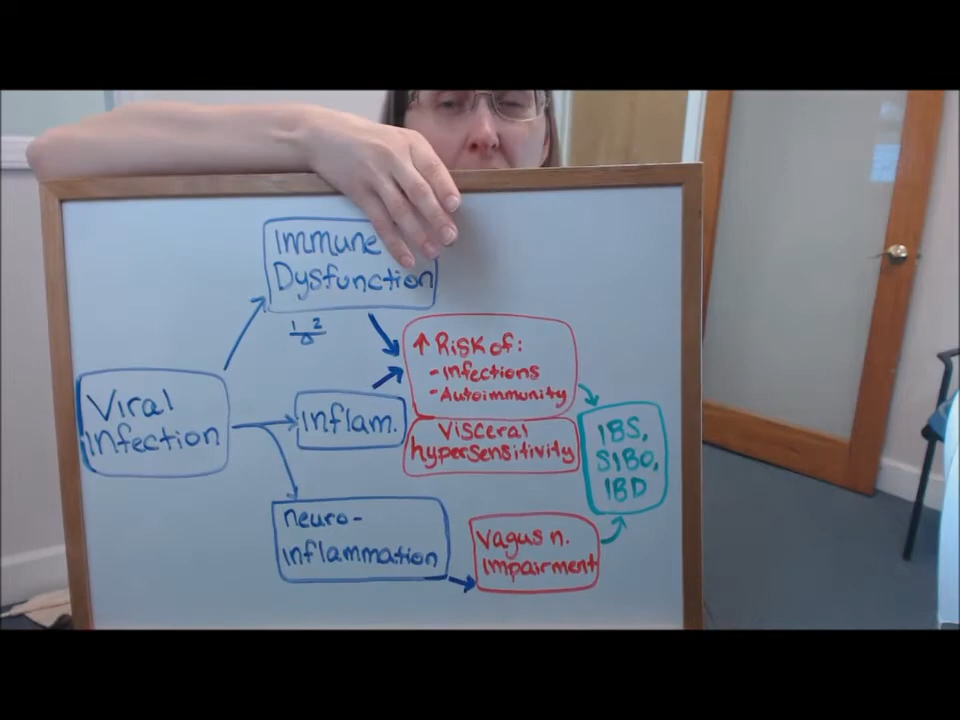 Immune
Dysfunction
1 2
Viral
Infection
Inflam.
↑ Risk of:
- Infections
- Autoimmunity
Visceral
hypersensitivity
IBS,
SIBO,
IBD
neuro-
inflammation
Vagus n.
impairment